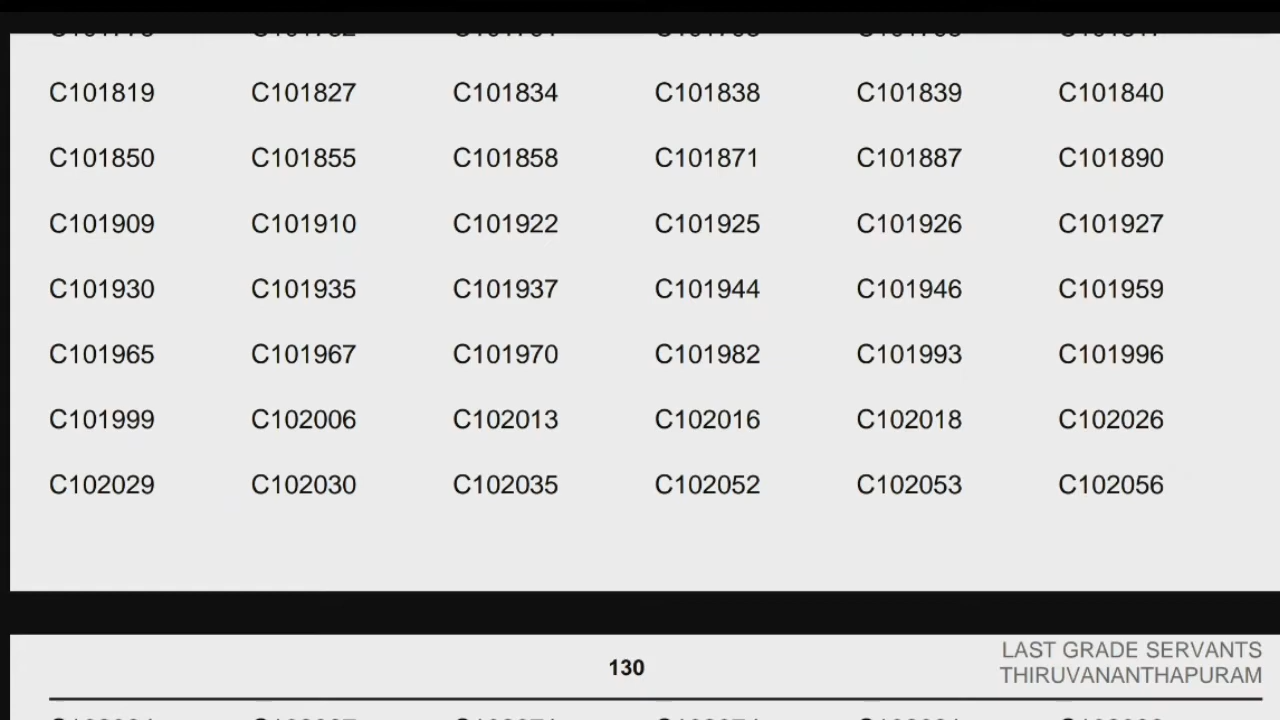 C101819 C101827 C101834 C101838 C101839 C101840
C101850 C101855 C101858 C101871 C101887 C101890
C101909 C101910 C101922 C101925 C101926 C101927
C101930 C101935 C101937 C101944 C101946 C101959
C101965 C101967 C101970 C101982 C101993 C101996
C101999 C102006 C102013 C102016 C102018 C102026
C102029 C102030 C102035 C102052 C102053 C102056
130
LAST GRADE SERVANTS
THIRUVANANTHAPURAM